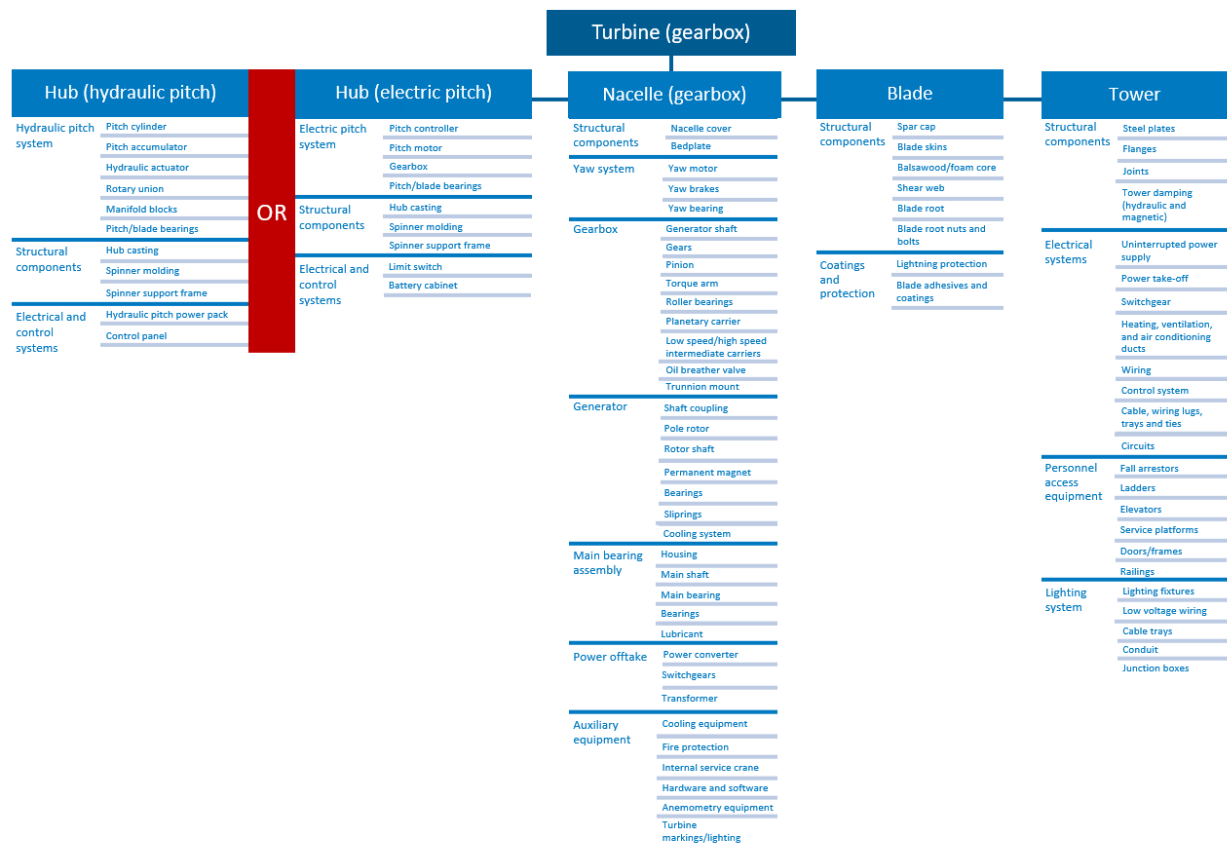 Turbine (gearbox)
Hub (hydraulic pitch)
Hydraulic pitch
system
Pitch cylinder
Pitch accumulator
Hydraulic actuator
Rotary union
Manifold blocks
Pitch/blade bearings
Structural
components
Hub casting
Spinner molding
Spinner support frame
Electrical and
control
systems
Hydraulic pitch power pack
Control panel
OR
Hub (electric pitch)
Electric pitch
system
Pitch controller
Pitch motor
Gearbox
Pitch/blade bearings
Structural
components
Hub casting
Spinner molding
Spinner support frame
Electrical and
control
systems
Limit switch
Battery cabinet
Nacelle (gearbox)
Structural
components
Nacelle cover
Bedplate
Yaw system
Yaw motor
Yaw brakes
Yaw bearing
Gearbox
Generator shaft
Gears
Pinion
Torque arm
Roller bearings
Planetary carrier
Low speed/high speed
intermediate carriers
Oil breather valve
Trunnion mount
Generator
Shaft coupling
Pole rotor
Rotor shaft
Permanent magnet
Bearings
Sliprings
Cooling system
Main bearing
assembly
Housing
Main shaft
Main bearing
Bearings
Lubricant
Power offtake
Power converter
Switchgears
Transformer
Auxiliary
equipment
Cooling equipment
Fire protection
Internal service crane
Hardware and software
Anemometry equipment
Turbine
markings/lighting
Blade
Structural
components
Spar cap
Blade skins
Balsawood/foam core
Shear web
Blade root
Blade root nuts and
bolts
Coatings
and
protection
Lightning protection
Blade adhesives and
coatings
Tower
Structural
components
Steel plates
Flanges
Joints
Tower damping
(hydraulic and
magnetic)
Electrical
systems
Uninterrupted power
supply
Power take-off
Switchgear
Heating, ventilation,
and air conditioning
ducts
Wiring
Control system
Cable, wiring lugs,
trays and ties
Circuits
Personnel
access
equipment
Fall arrestors
Ladders
Elevators
Service platforms
Doors/frames
Railings
Lighting
system
Lighting fixtures
Low voltage wiring
Cable trays
Conduit
Junction boxes